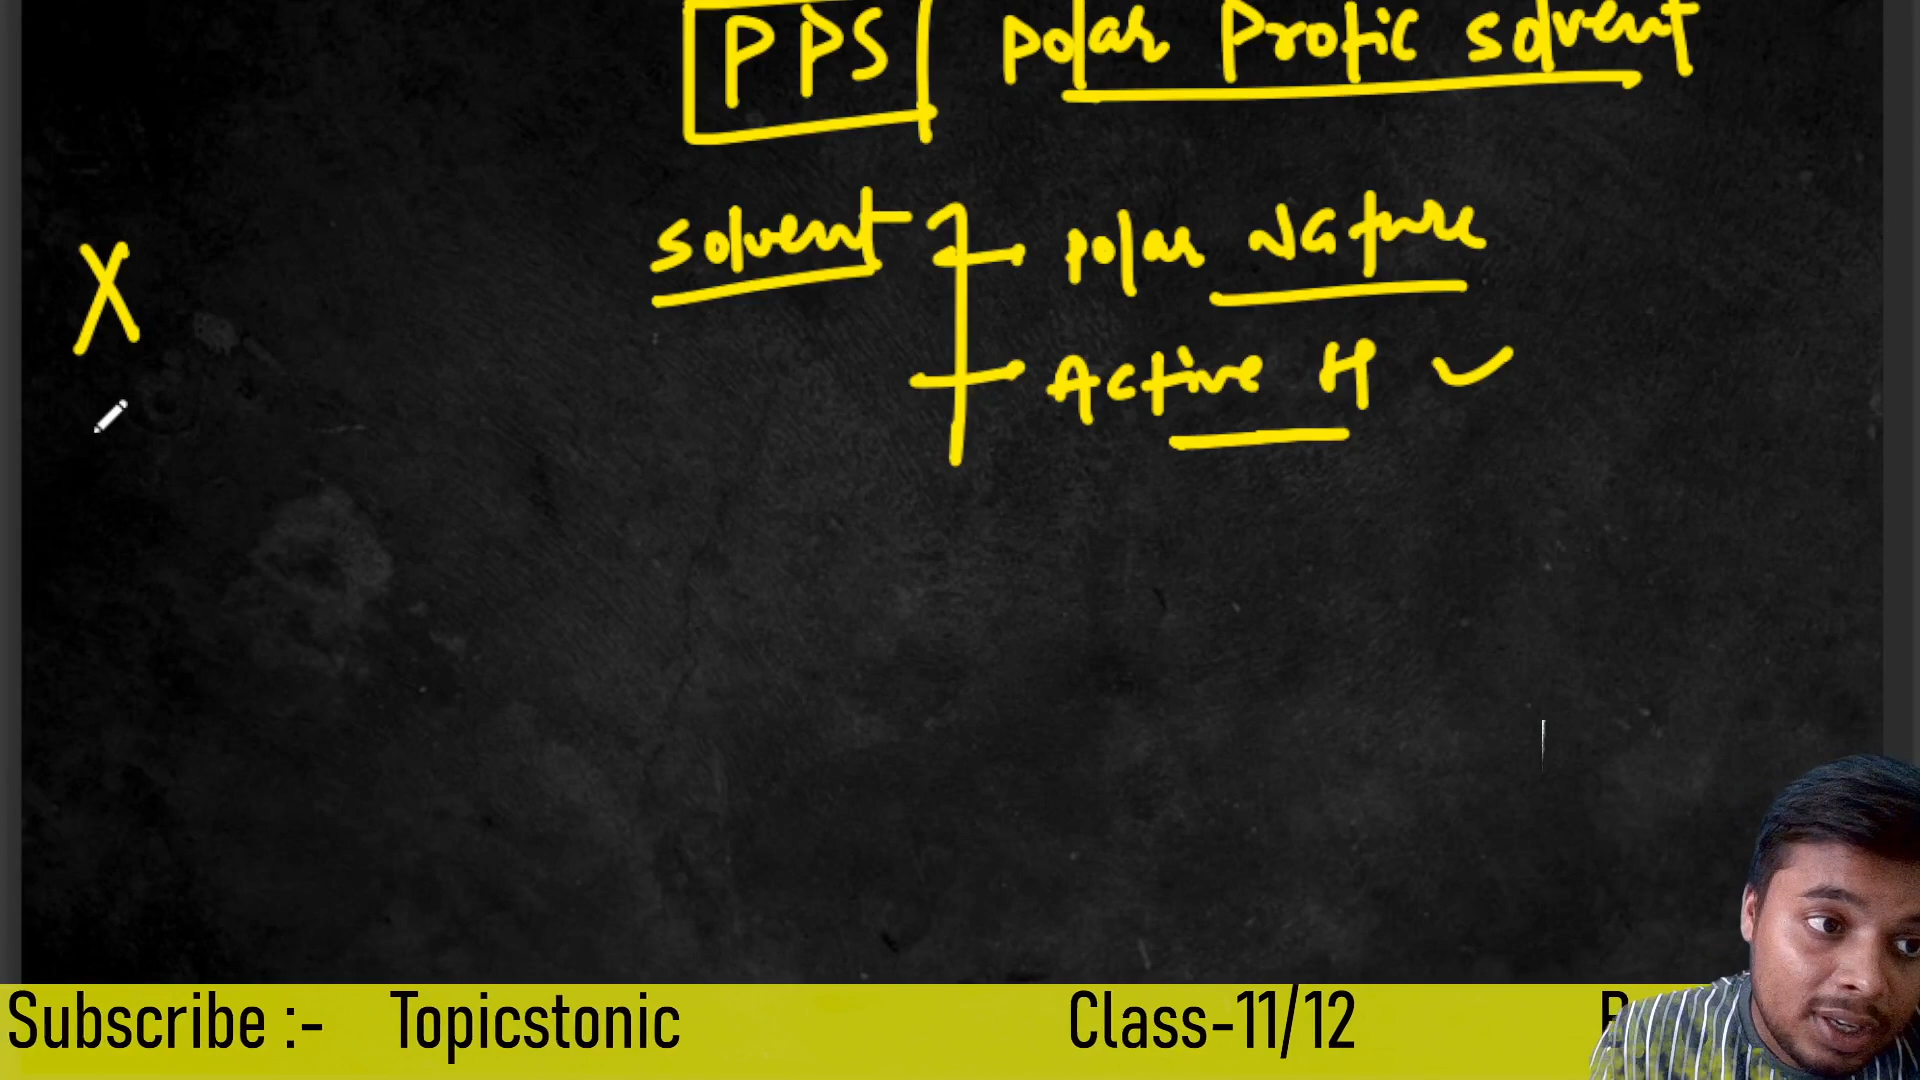 PPS Polar Protic solvent
solvent Polar Nature
X
Active H ✓
Subscribe :- Topicstonic Class-11/12